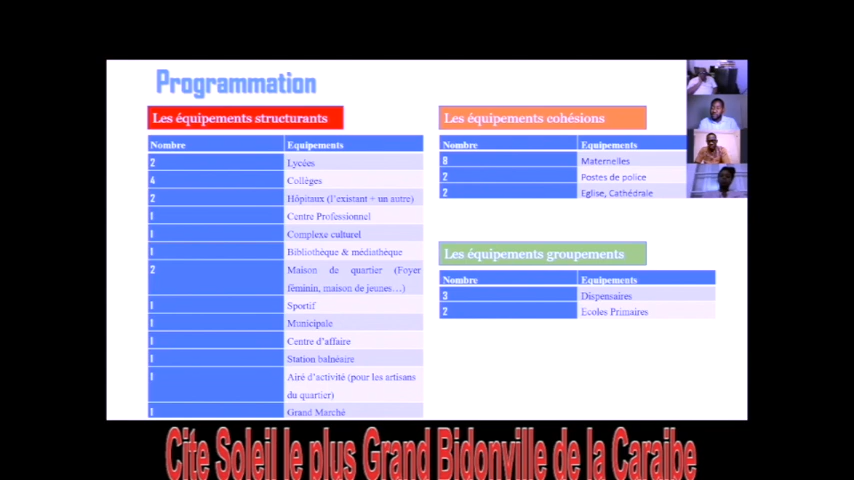 Programmation
Les équipements structurants
Nombre Equipements
2 Lycées
4 Collèges
2 Hôpitaux (l'existant + un autre)
1 Centre Professionnel
1 Complexe culturel
1 Bibliothèque & médiathèque
2 Maison de quartier (Foyer
féminin, maison de jeunes…)
1 Sportif
1 Municipale
1 Centre d'affaire
1 Station balnéaire
1 Airé d'activité (pour les artisans
du quartier)
1 Grand Marché
Les équipements cohésions
Nombre Equipements
8 Maternelles
2 Postes de police
2 Eglise, Cathédrale
Les équipements groupements
Nombre Equipements
3 Dispensaires
2 Ecoles Primaires
Cite Soleil le plus Grand Bidonville de la Caraibe